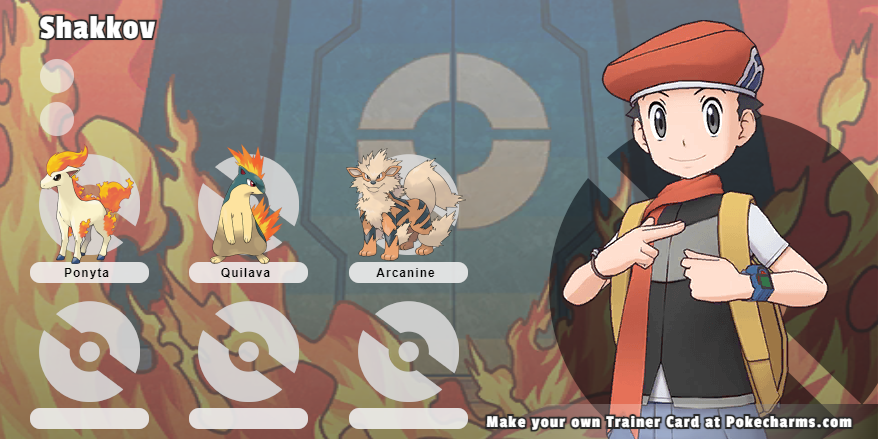 Shakkov
Ponyta
Quilava
Arcanine
Make your own Trainer Card at Pokecharms.com